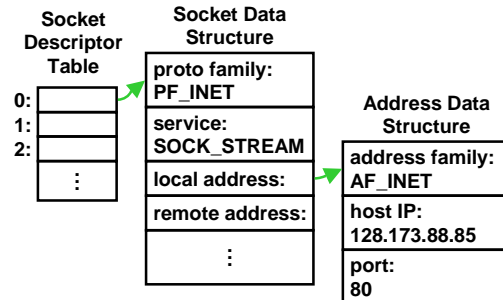 Socket
Descriptor
Table
0:
1:
2:
⋮
Socket Data
Structure
proto family:
PF_INET
service:
SOCK_STREAM
local address:
remote address:
⋮
Address Data
Structure
address family:
AF_INET
host IP:
128.173.88.85
port:
80